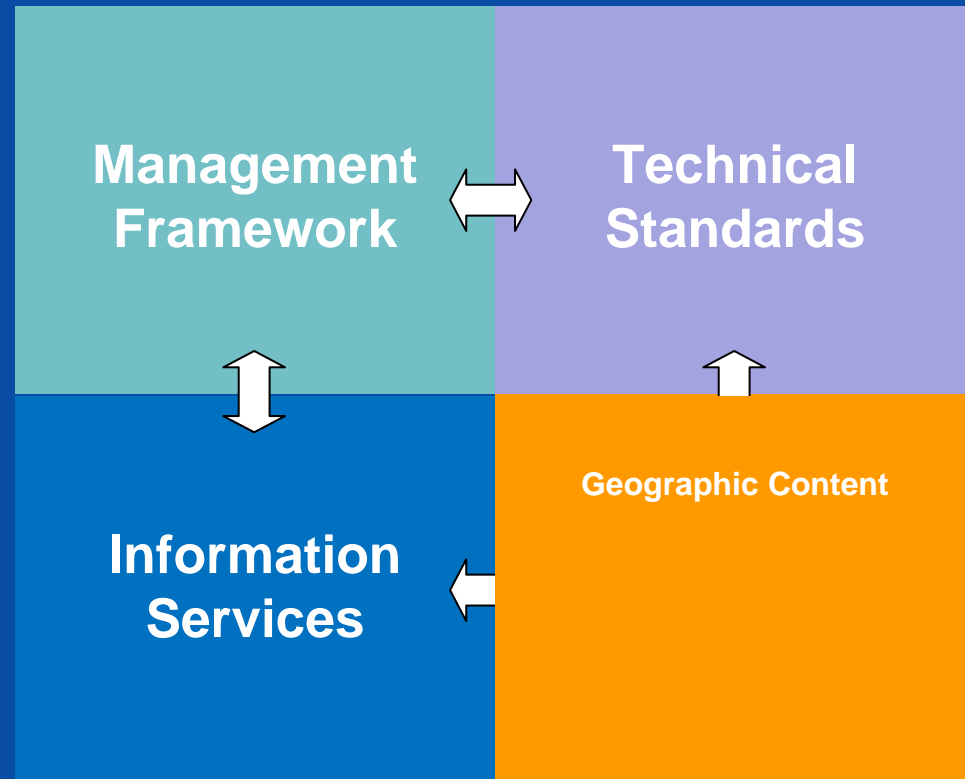 Management
Framework
Technical
Standards
Geographic Content
Information
Services